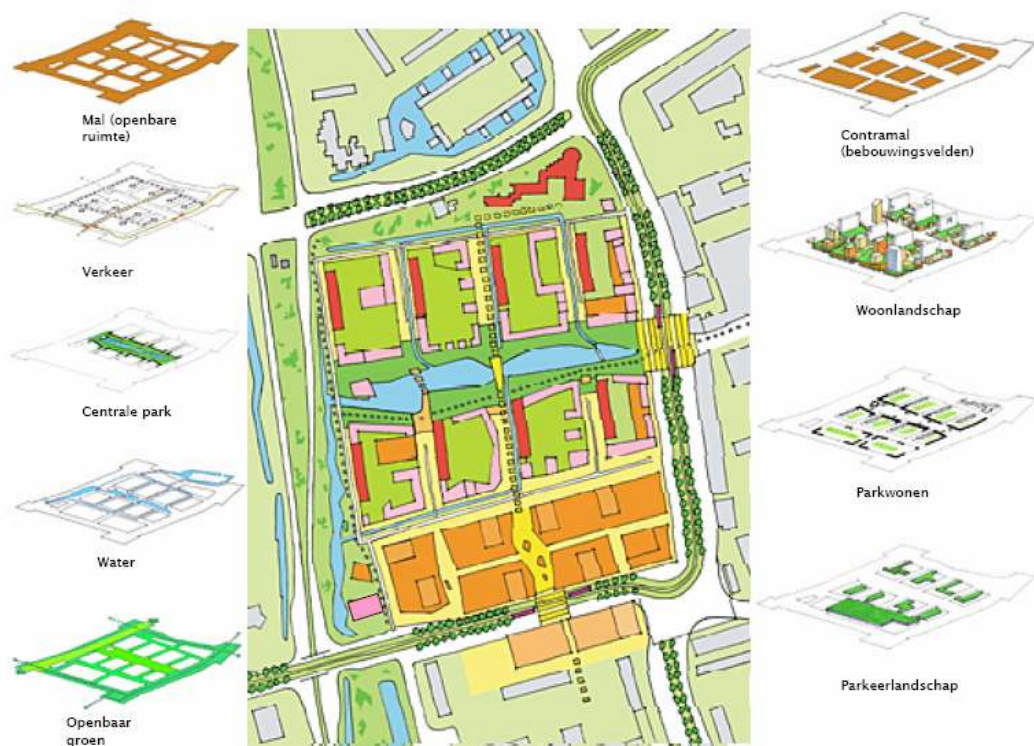 Mal (openbare
ruimte)
Verkeer
Centrale park
Water
Openbaar
groen
Contramal
(bebouwingsvelden)
Woonlandschap
Parkwonen
Parkeerlandschap